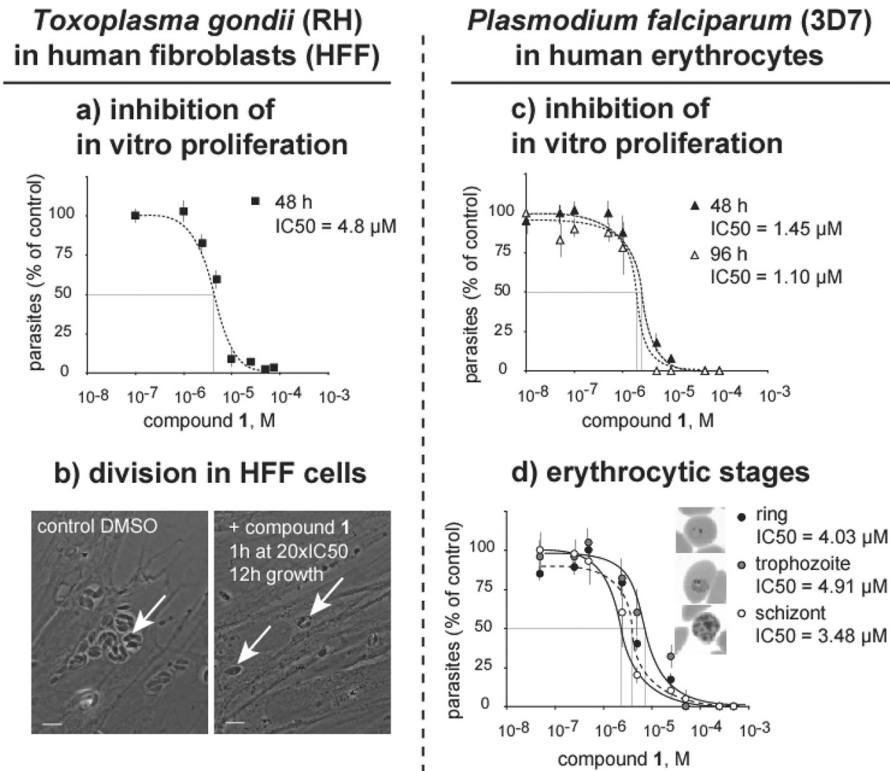 Toxoplasma gondii (RH)
in human fibroblasts (HFF)
a) inhibition of
in vitro proliferation
parasites (% of control)
100
75
50
25
0
48 h
IC50 = 4.8 µM
10-8
10-7
10-6
10-5
10-4
10-3
compound 1, M
b) division in HFF cells
control DMSO
+ compound 1
1h at 20xIC50
12h growth
Plasmodium falciparum (3D7)
in human erythrocytes
c) inhibition of
in vitro proliferation
parasites (% of control)
100
75
50
25
0
48 h
IC50 = 1.45 µM
96 h
IC50 = 1.10 µM
10-8
10-7
10-6
10-5
10-4
10-3
compound 1, M
d) erythrocytic stages
parasites (% of control)
100
75
50
25
0
ring
IC50 = 4.03 µM
trophozoite
IC50 = 4.91 µM
schizont
IC50 = 3.48 µM
10-8
10-7
10-6
10-5
10-4
10-3
compound 1, M